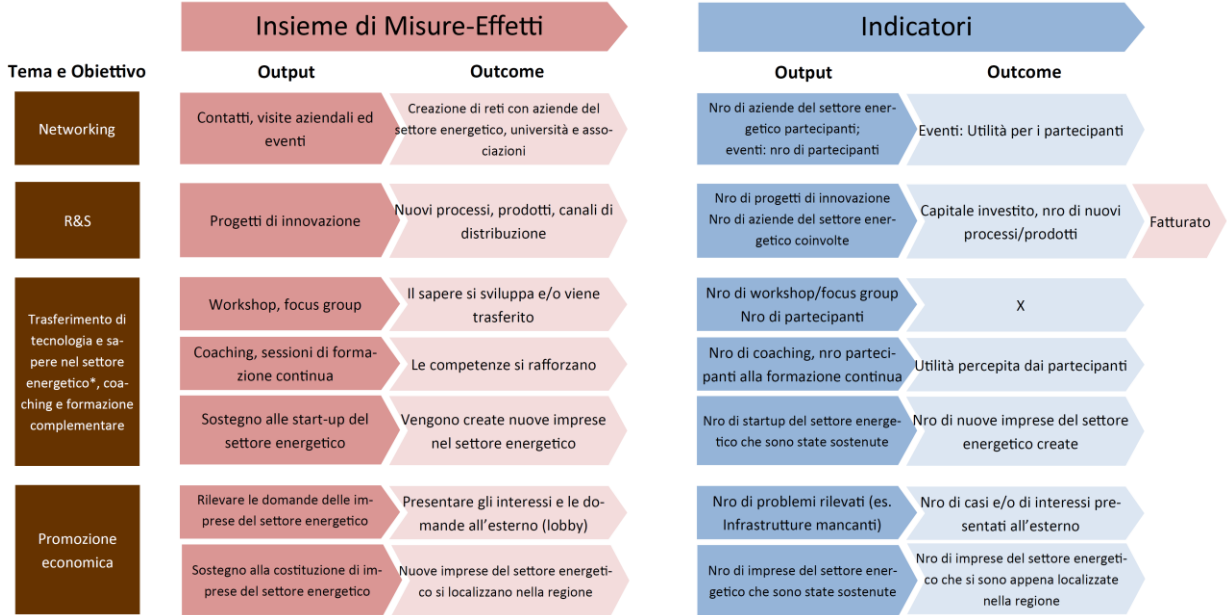 Insieme di Misure-Effetti
Indicatori
Tema e Obiettivo
Output
Outcome
Output
Outcome
Networking
Contatti, visite aziendali ed
eventi
Creazione di reti con aziende del
settore energetico, università e asso-
ciazioni
Nro di aziende del settore ener-
getico partecipanti;
eventi: nro di partecipanti
Eventi: Utilità per i partecipanti
R&S
Progetti di innovazione
Nuovi processi, prodotti, canali di
distribuzione
Nro di progetti di innovazione
Nro di aziende del settore ener-
getico coinvolte
Capitale investito, nro di nuovi
processi/prodotti
Fatturato
Trasferimento di
tecnologia e sa-
pere nel settore
energetico*, coa-
ching e formazione
complementare
Workshop, focus group
Il sapere si sviluppa e/o viene
trasferito
Nro di workshop/focus group
Nro di partecipanti
X
Coaching, sessioni di forma-
zione continua
Le competenze si rafforzano
Nro di coaching, nro parteci-
panti alla formazione continua
Utilità percepita dai partecipanti
Sostegno alle start-up del
settore energetico
Vengono create nuove imprese
nel settore energetico
Nro di startup del settore energe-
tico che sono state sostenute
Nro di nuove imprese del settore
energetico create
Promozione
economica
Rilevare le domande delle im-
prese del settore energetico
Presentare gli interessi e le do-
mande all'esterno (lobby)
Nro di problemi rilevati (es.
Infrastrutture mancanti)
Nro di casi e/o di interessi pre-
sentati all'esterno
Sostegno alla costituzione di im-
prese del settore energetico
Nuove imprese del settore energeti-
co si localizzano nella regione
Nro di imprese del settore ener-
getico che sono state sostenute
Nro di imprese del settore energeti-
co che si sono appena localizzate
nella regione